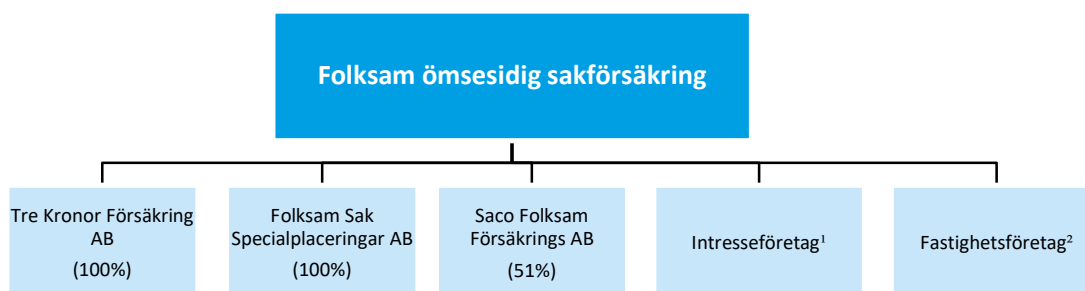 Folksam ömsesidig sakförsäkring
Tre Kronor Försäkring
AB
(100%)
Folksam Sak
Specialplaceringar AB
(100%)
Saco Folksam
Försäkrings AB
(51%)
Intresseföretag¹
Fastighetsföretag²